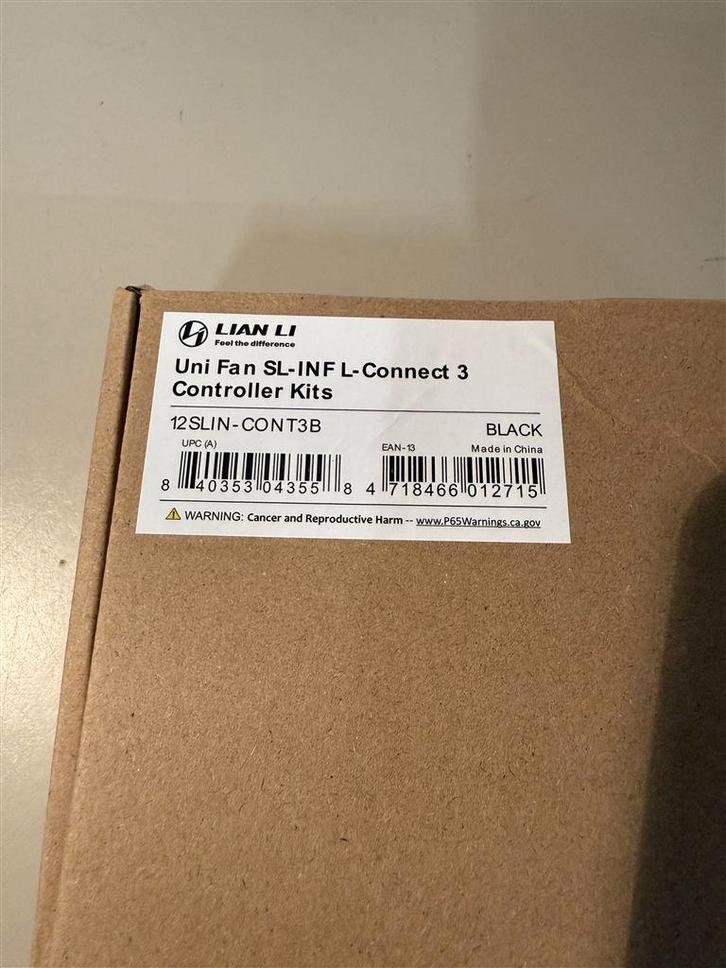 LIAN LI
Feel the difference
Uni Fan SL-INF L-Connect 3
Controller Kits
12SLIN-CONT3B BLACK
UPC (A) EAN-13 Made in China
8 40353 04355 8 4 718466 012715
WARNING: Cancer and Reproductive Harm -- www.P65Warnings.ca.gov